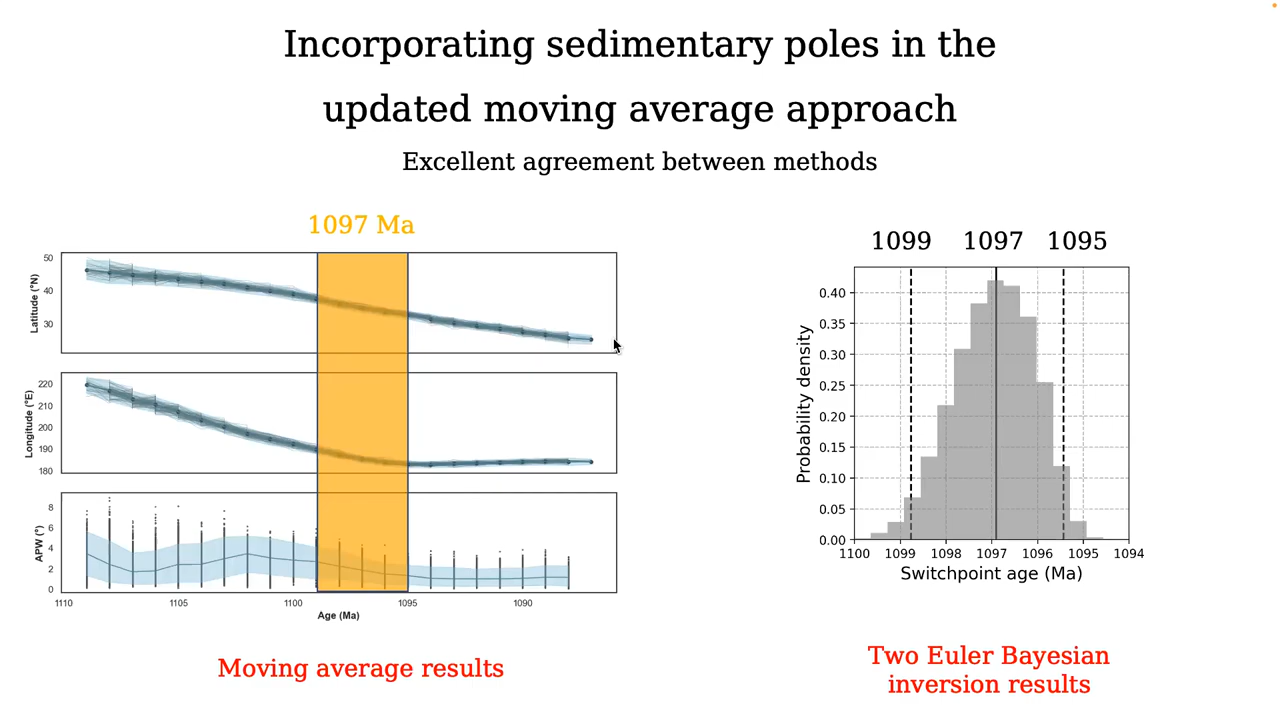 Incorporating sedimentary poles in the
updated moving average approach
Excellent agreement between methods
1097 Ma
50
40
30
Latitude (°N)
220
210
200
190
180
Longitude (°E)
8
6
4
2
0
APW (°)
1110 1105 1100 1095 1090
Age (Ma)
Moving average results
1099 1097 1095
0.40
0.35
0.30
0.25
0.20
0.15
0.10
0.05
0.00
Probability density
1100 1099 1098 1097 1096 1095 1094
Switchpoint age (Ma)
Two Euler Bayesian
inversion results